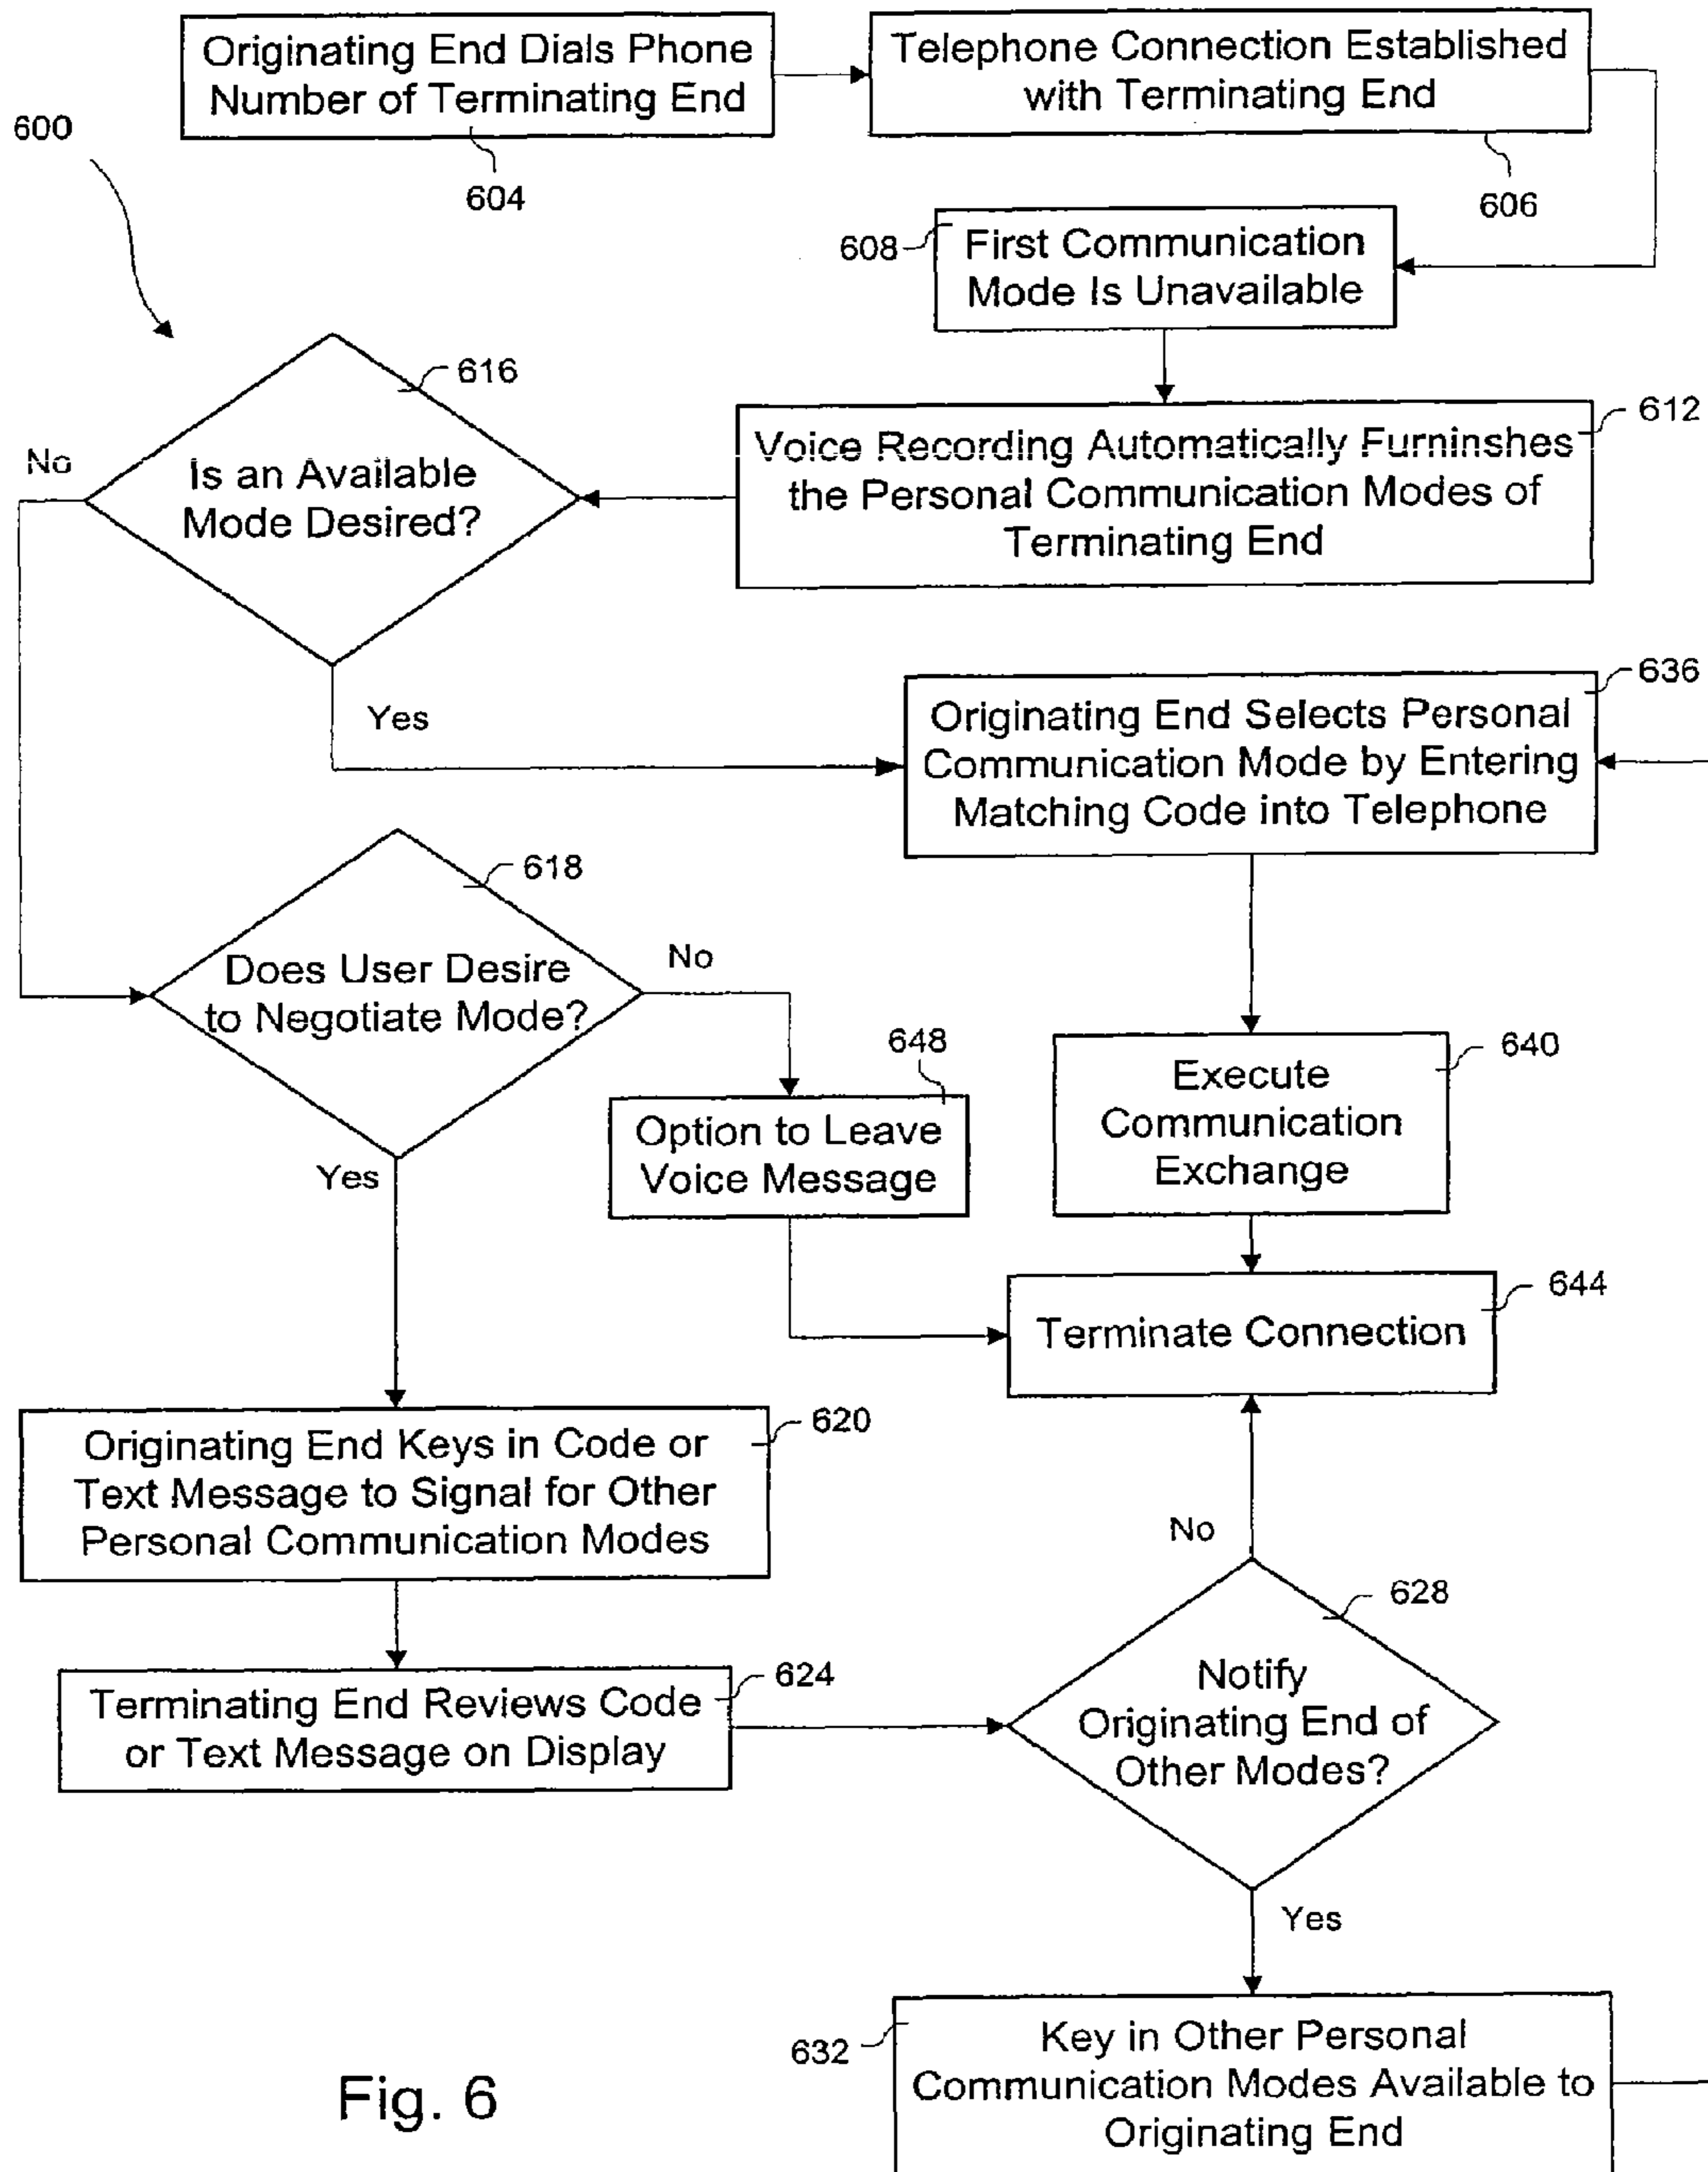 Originating End Dials Phone
Number of Terminating End
604
Telephone Connection Established
with Terminating End
606
600
608
First Communication
Mode Is Unavailable
612
Voice Recording Automatically Furninshes
the Personal Communication Modes of
Terminating End
616
Is an Available
Mode Desired?
No
Yes
636
Originating End Selects Personal
Communication Mode by Entering
Matching Code into Telephone
618
Does User Desire
to Negotiate Mode?
No
Yes
648
Option to Leave
Voice Message
640
Execute
Communication
Exchange
644
Terminate Connection
620
Originating End Keys in Code or
Text Message to Signal for Other
Personal Communication Modes
624
Terminating End Reviews Code
or Text Message on Display
No
628
Notify
Originating End of
Other Modes?
Yes
632
Key in Other Personal
Communication Modes Available to
Originating End
Fig. 6